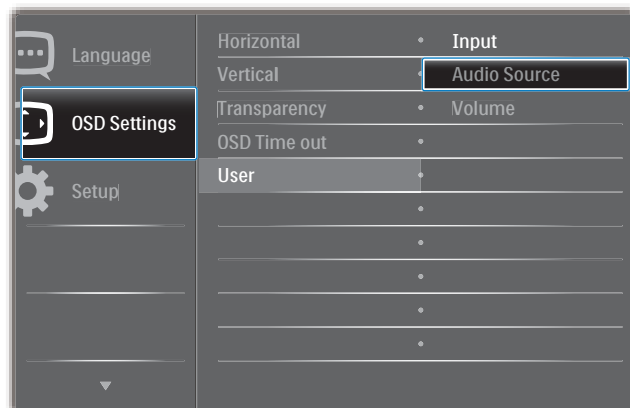 Language
OSD Settings
Setup
Horizontal
Vertical
Transparency
OSD Time out
User
Input
Audio Source
Volume